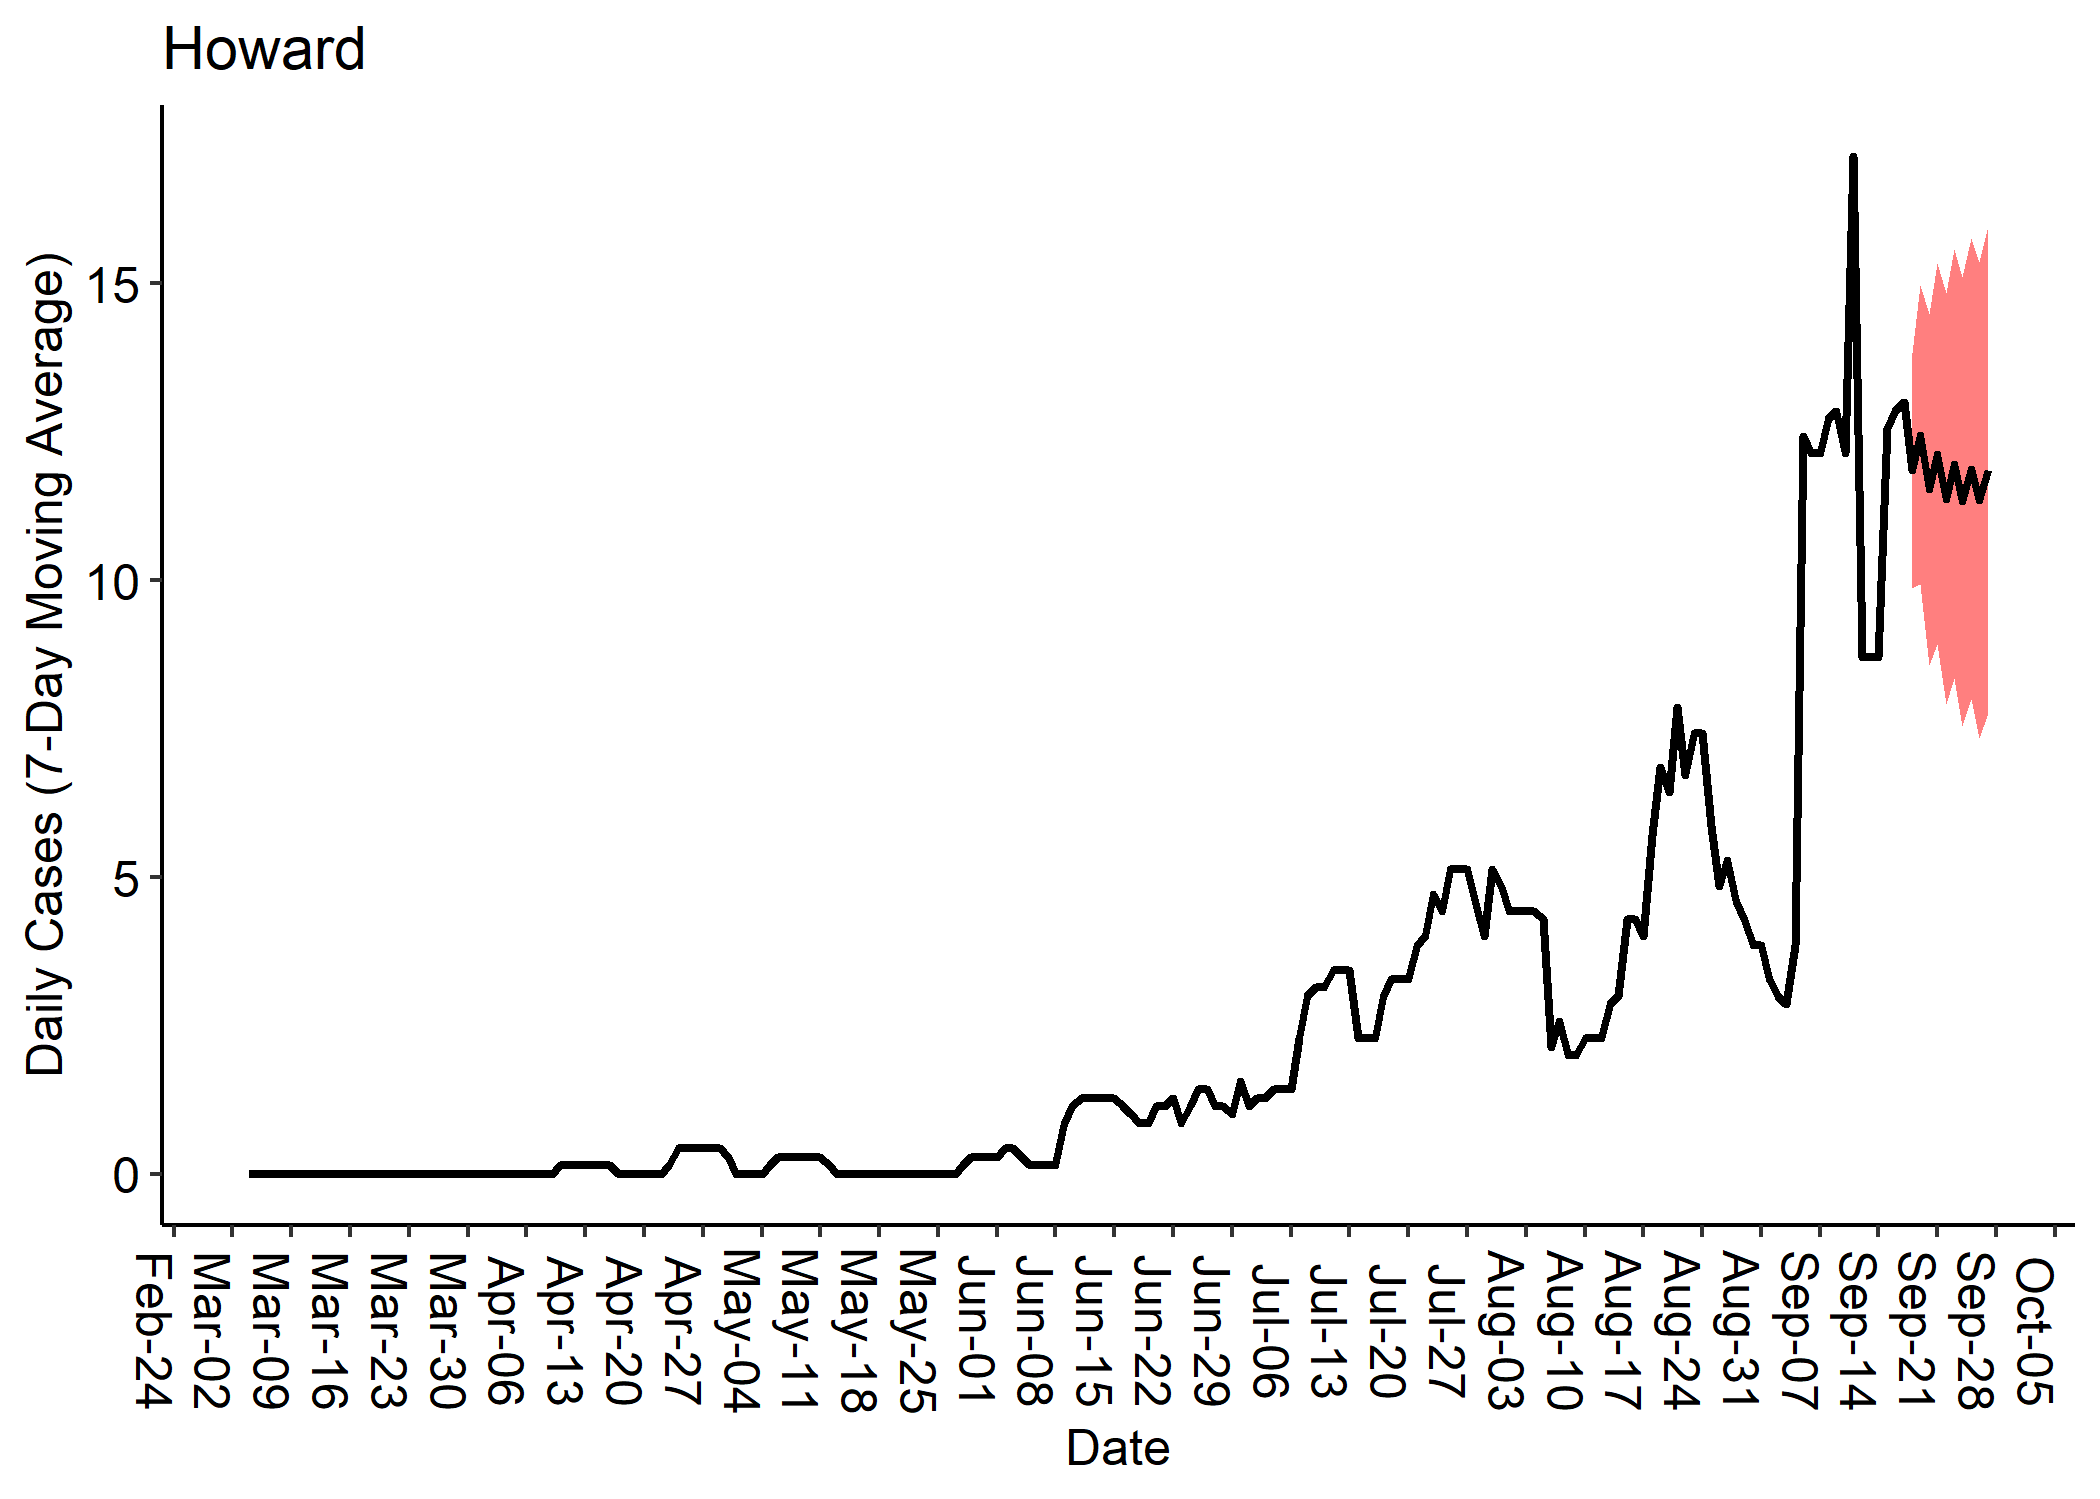 Howard
Daily Cases (7-Day Moving Average)
15
10
5
0
Feb-24
Mar-02
Mar-09
Mar-16
Mar-23
Mar-30
Apr-06
Apr-13
Apr-20
Apr-27
May-04
May-11
May-18
May-25
Jun-01
Jun-08
Jun-15
Jun-22
Jun-29
Jul-06
Jul-13
Jul-20
Jul-27
Aug-03
Aug-10
Aug-17
Aug-24
Aug-31
Sep-07
Sep-14
Sep-21
Sep-28
Oct-05
Date